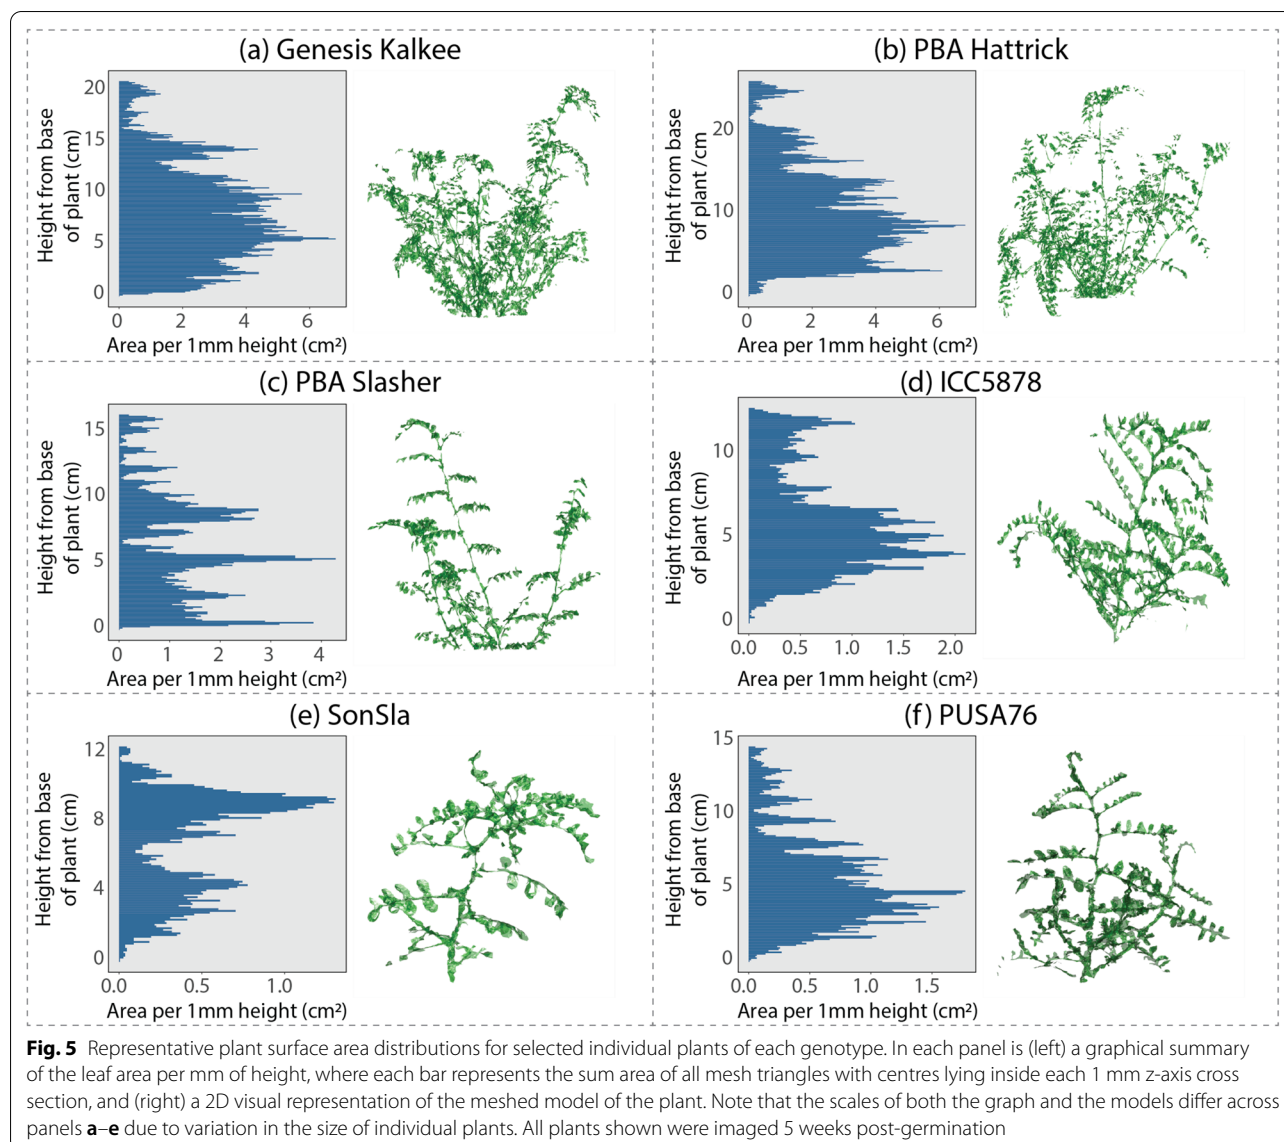 (a) Genesis Kalkee
Height from base
of plant (cm)
20
15
10
5
0
0 2 4 6
Area per 1mm height (cm²)
(b) PBA Hattrick
Height from base
of plant /cm
20
10
0
0 2 4 6
Area per 1mm height (cm²)
(c) PBA Slasher
Height from base
of plant (cm)
15
10
5
0
0 1 2 3 4
Area per 1mm height (cm²)
(d) ICC5878
Height from base
of plant (cm)
10
5
0
0.0 0.5 1.0 1.5 2.0
Area per 1mm height (cm²)
(e) SonSla
Height from base
of plant (cm)
12
8
4
0
0.0 0.5 1.0
Area per 1mm height (cm²)
(f) PUSA76
Height from base
of plant (cm)
15
10
5
0
0.0 0.5 1.0 1.5
Area per 1mm height (cm²)
Fig. 5 Representative plant surface area distributions for selected individual plants of each genotype. In each panel is (left) a graphical summary
of the leaf area per mm of height, where each bar represents the sum area of all mesh triangles with centres lying inside each 1 mm z-axis cross
section, and (right) a 2D visual representation of the meshed model of the plant. Note that the scales of both the graph and the models differ across
panels a–e due to variation in the size of individual plants. All plants shown were imaged 5 weeks post-germination